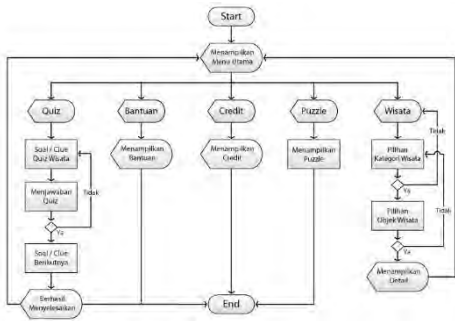 Start
Menampilkan
Menu Utama
Quiz
Bantuan
Credit
Puzzle
Wisata
Soal / Clue
Quiz Wisata
Menampilkan
Bantuan
Menampilkan
Credit
Menampilkan
Puzzle
Pilihan
Kategori Wisata
Tidak
Menjawaban
Quiz
Tidak
Ya
Pilihan
Objek Wisata
Tidak
Ya
Soal / Clue
Berikutnya
Ya
Menampilkan
Detail
Berhasil
Menyelesaikan
End